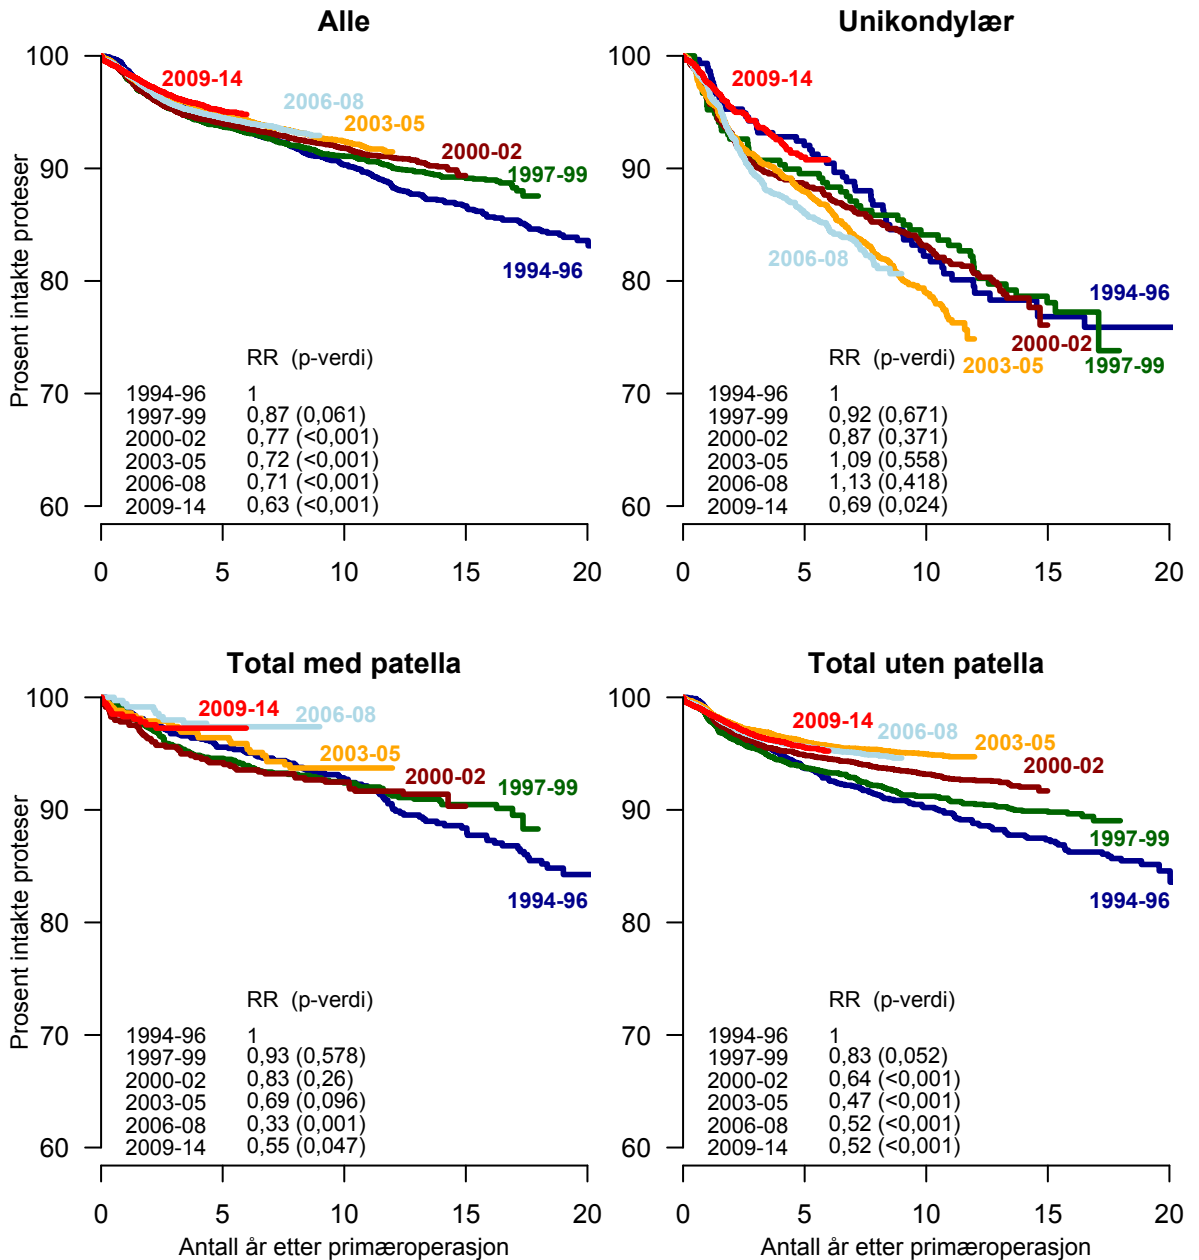 Alle
100
90
80
70
60
Prosent intakte proteser
2009-14
2006-08
2003-05
2000-02
1997-99
1994-96
RR (p-verdi)
1994-96 1
1997-99 0,87 (0,061)
2000-02 0,77 (<0,001)
2003-05 0,72 (<0,001)
2006-08 0,71 (<0,001)
2009-14 0,63 (<0,001)
0 5 10 15 20
Unikondylær
100
90
80
70
60
2009-14
2006-08
1994-96
2000-02
2003-05
1997-99
RR (p-verdi)
1994-96 1
1997-99 0,92 (0,671)
2000-02 0,87 (0,371)
2003-05 1,09 (0,558)
2006-08 1,13 (0,418)
2009-14 0,69 (0,024)
0 5 10 15 20
Total med patella
100
90
80
70
60
Prosent intakte proteser
2009-14
2006-08
2003-05
2000-02
1997-99
1994-96
RR (p-verdi)
1994-96 1
1997-99 0,93 (0,578)
2000-02 0,83 (0,26)
2003-05 0,69 (0,096)
2006-08 0,33 (0,001)
2009-14 0,55 (0,047)
0 5 10 15 20
Antall år etter primæroperasjon
Total uten patella
100
90
80
70
60
2009-14
2006-08
2003-05
2000-02
1997-99
1994-96
RR (p-verdi)
1994-96 1
1997-99 0,83 (0,052)
2000-02 0,64 (<0,001)
2003-05 0,47 (<0,001)
2006-08 0,52 (<0,001)
2009-14 0,52 (<0,001)
0 5 10 15 20
Antall år etter primæroperasjon